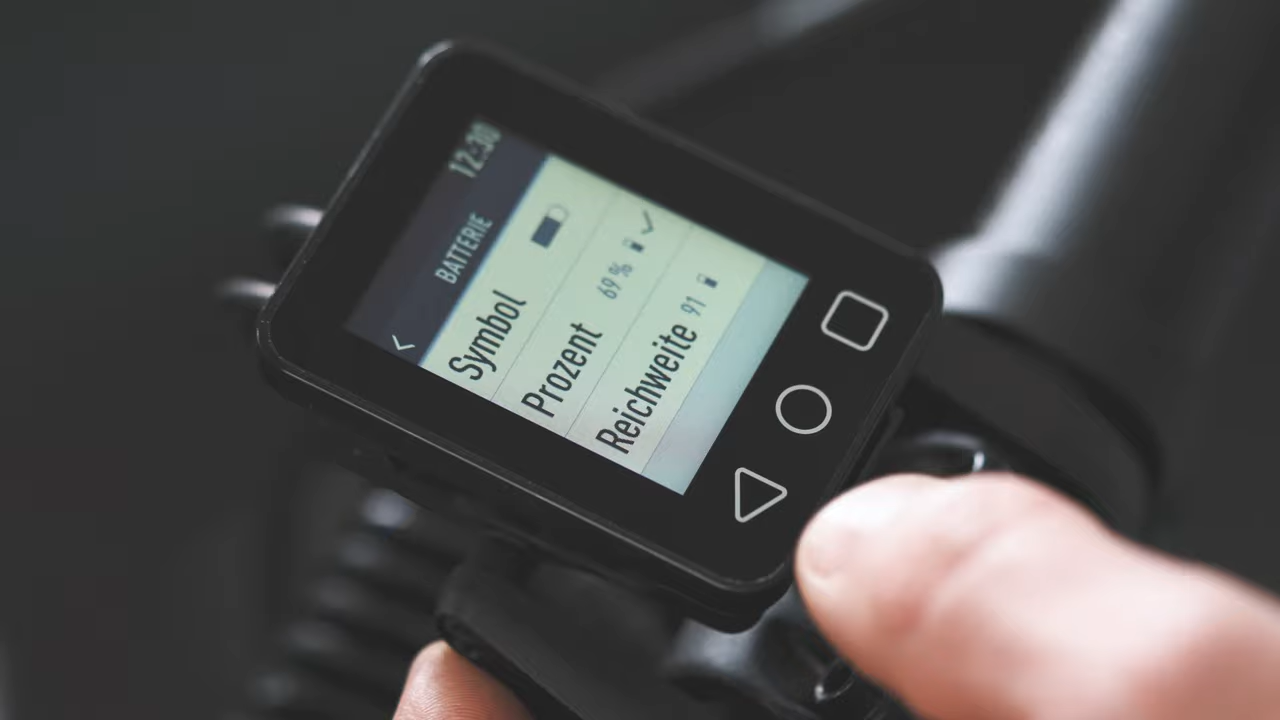 12:30
BATTERIE
Symbol
Prozent 69 %
Reichweite 91